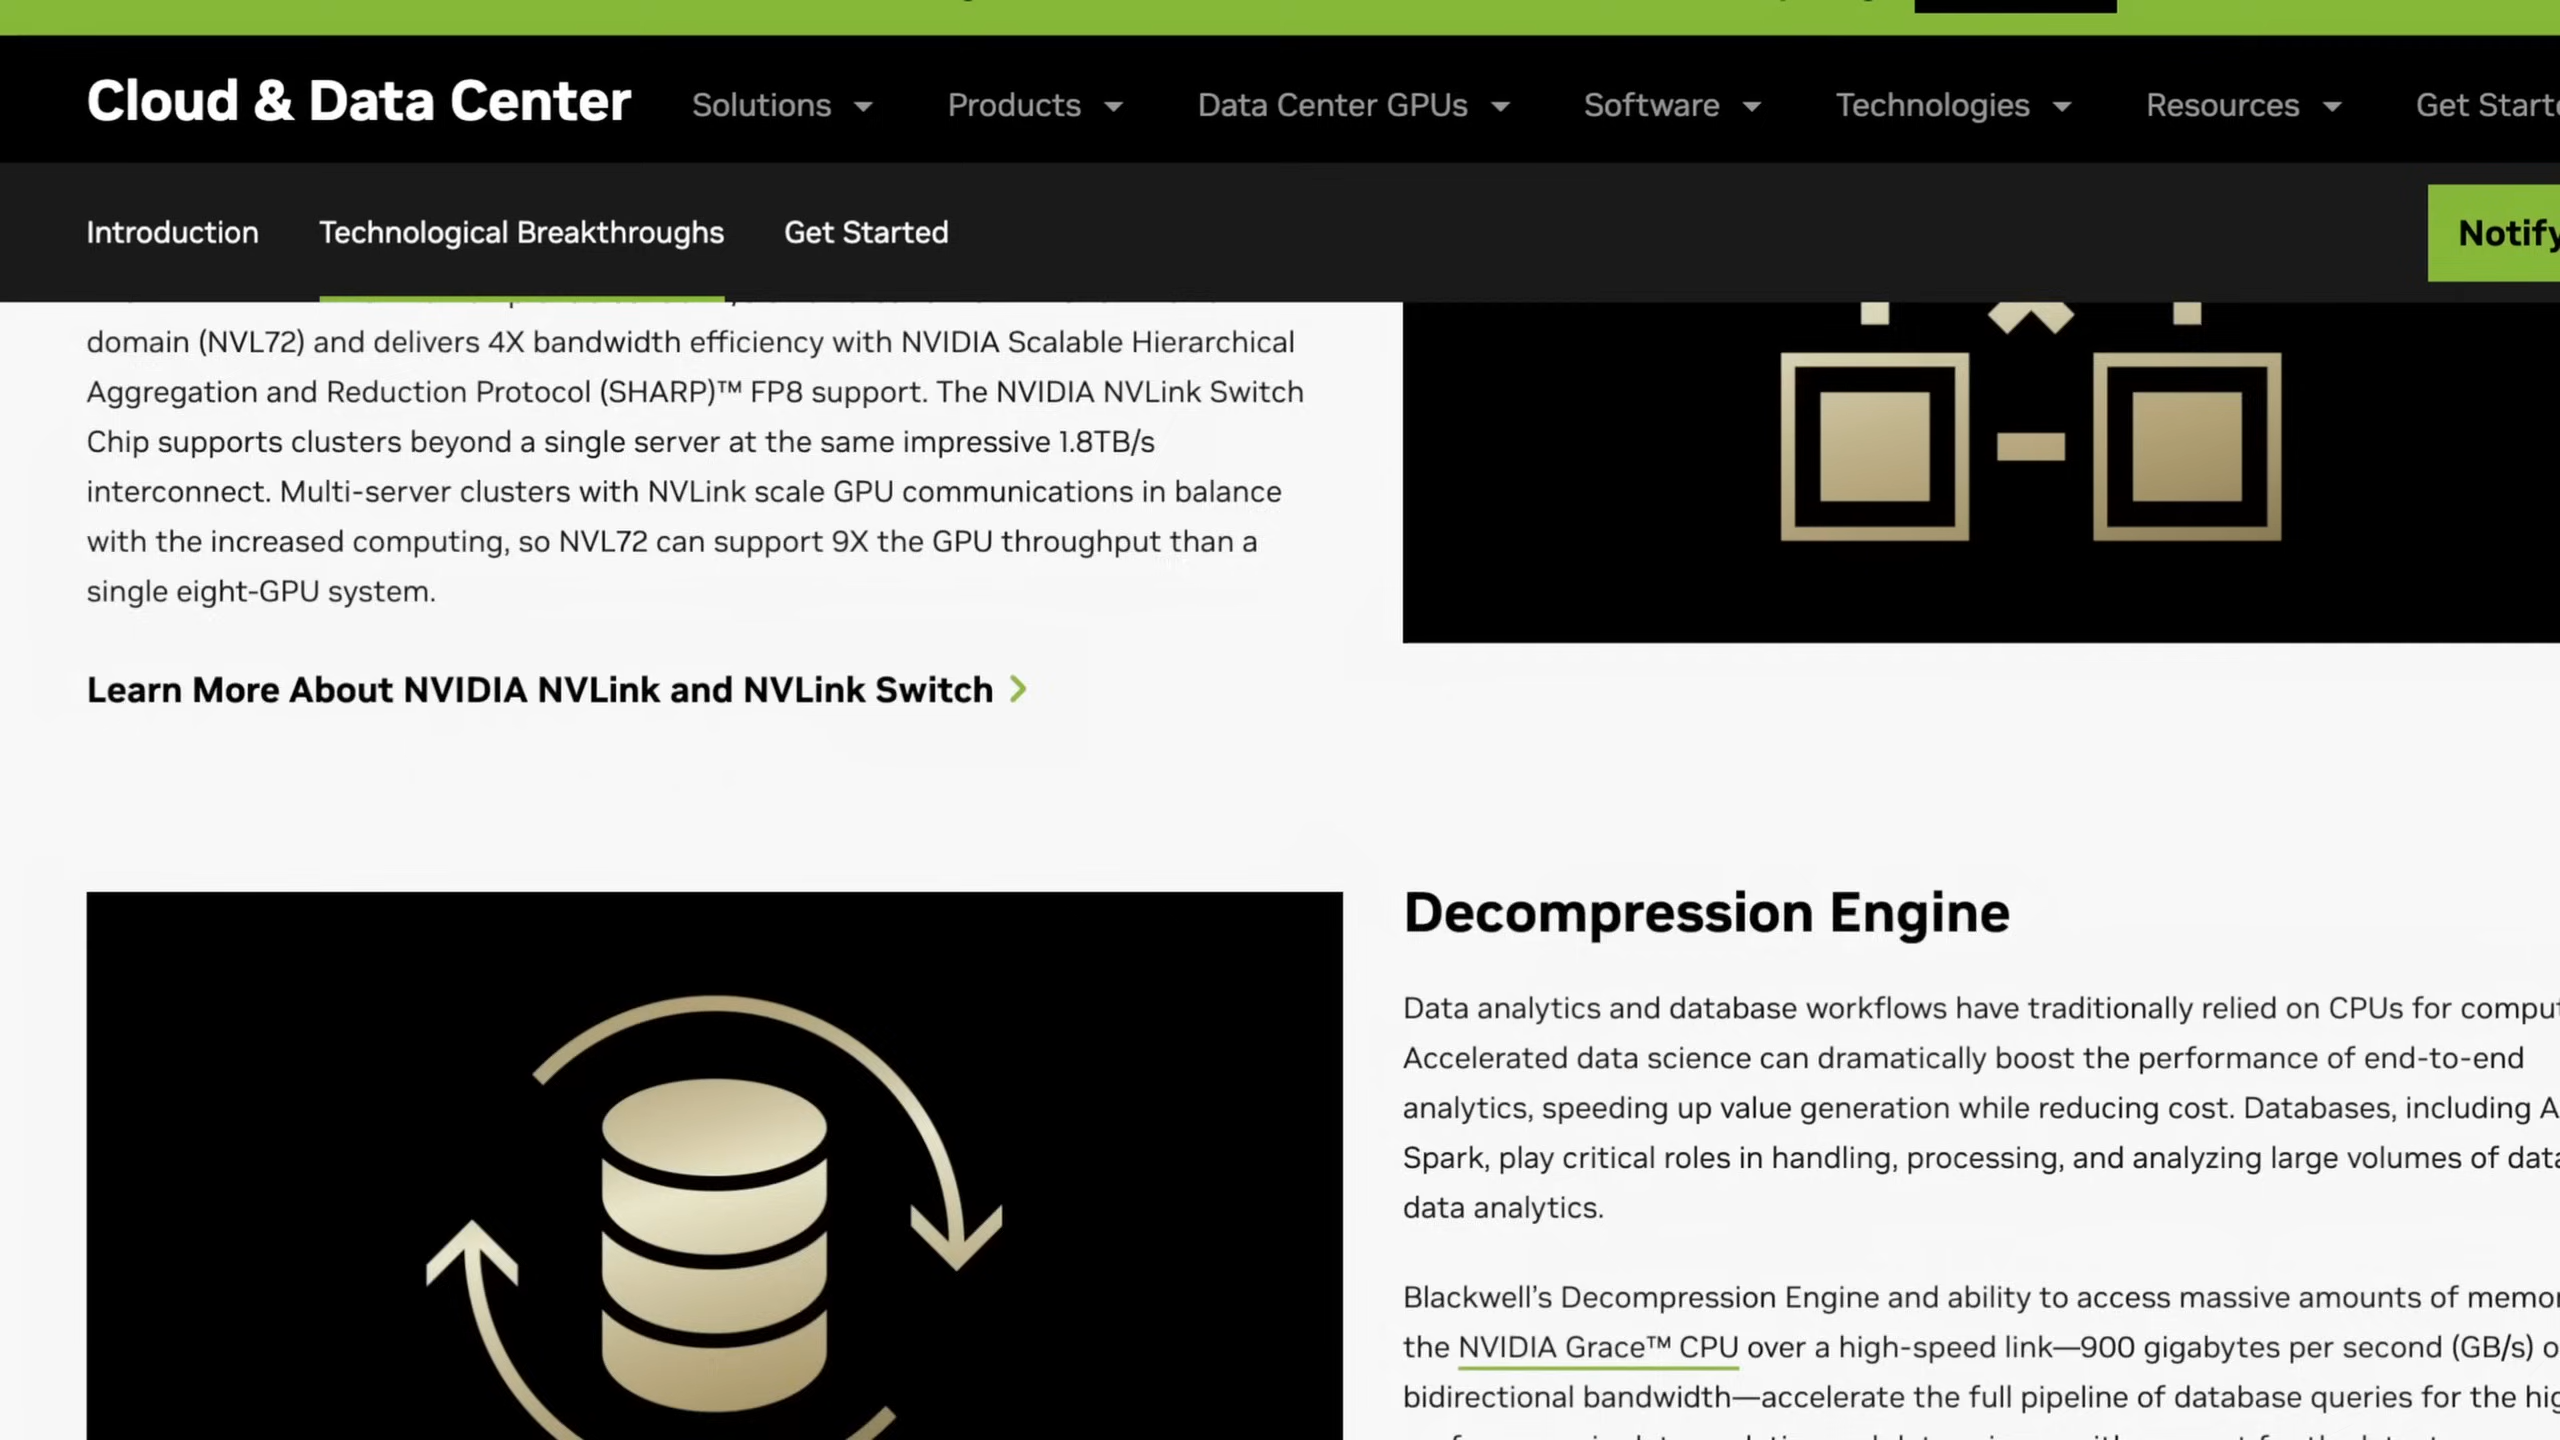 Cloud & Data Center
Solutions
Products
Data Center GPUs
Software
Technologies
Resources
Get
Introduction
Technological Breakthroughs
Get Started
Notify
domain (NVL72) and delivers 4X bandwidth efficiency with NVIDIA Scalable Hierarchical
Aggregation and Reduction Protocol (SHARP)™ FP8 support. The NVIDIA NVLink Switch
Chip supports clusters beyond a single server at the same impressive 1.8TB/s
interconnect. Multi-server clusters with NVLink scale GPU communications in balance
with the increased computing, so NVL72 can support 9X the GPU throughput than a
single eight-GPU system.
Learn More About NVIDIA NVLink and NVLink Switch
Decompression Engine
Data analytics and database workflows have traditionally relied on CPUs for
Accelerated data science can dramatically boost the performance of end-to-end
analytics, speeding up value generation while reducing cost. Databases, including
Spark, play critical roles in handling, processing, and analyzing large volumes of
data analytics.
Blackwell's Decompression Engine and ability to access massive amounts of
the NVIDIA Grace™ CPU over a high-speed link—900 gigabytes per second (GB/s)
bidirectional bandwidth—accelerate the full pipeline of database queries for the